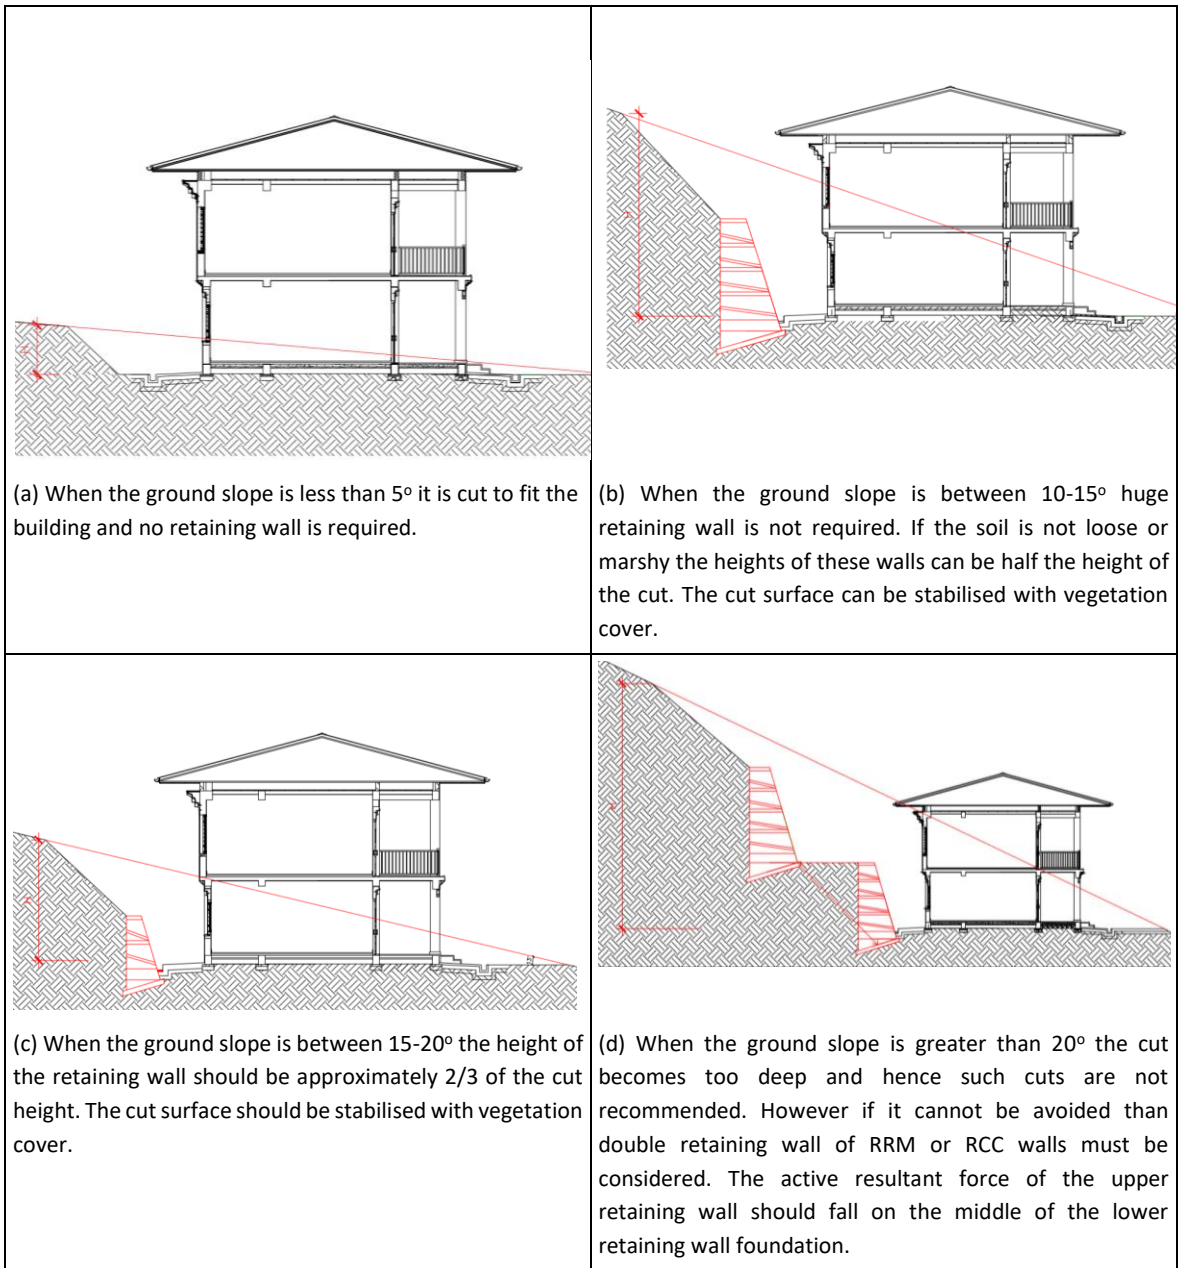 (a) When the ground slope is less than 5º it is cut to fit the
building and no retaining wall is required.
(b) When the ground slope is between 10-15º huge
retaining wall is not required. If the soil is not loose or
marshy the heights of these walls can be half the height of
the cut. The cut surface can be stabilised with vegetation
cover.
(c) When the ground slope is between 15-20º the height of
the retaining wall should be approximately 2/3 of the cut
height. The cut surface should be stabilised with vegetation
cover.
(d) When the ground slope is greater than 20º the cut
becomes too deep and hence such cuts are not
recommended. However if it cannot be avoided than
double retaining wall of RRM or RCC walls must be
considered. The active resultant force of the upper
retaining wall should fall on the middle of the lower
retaining wall foundation.